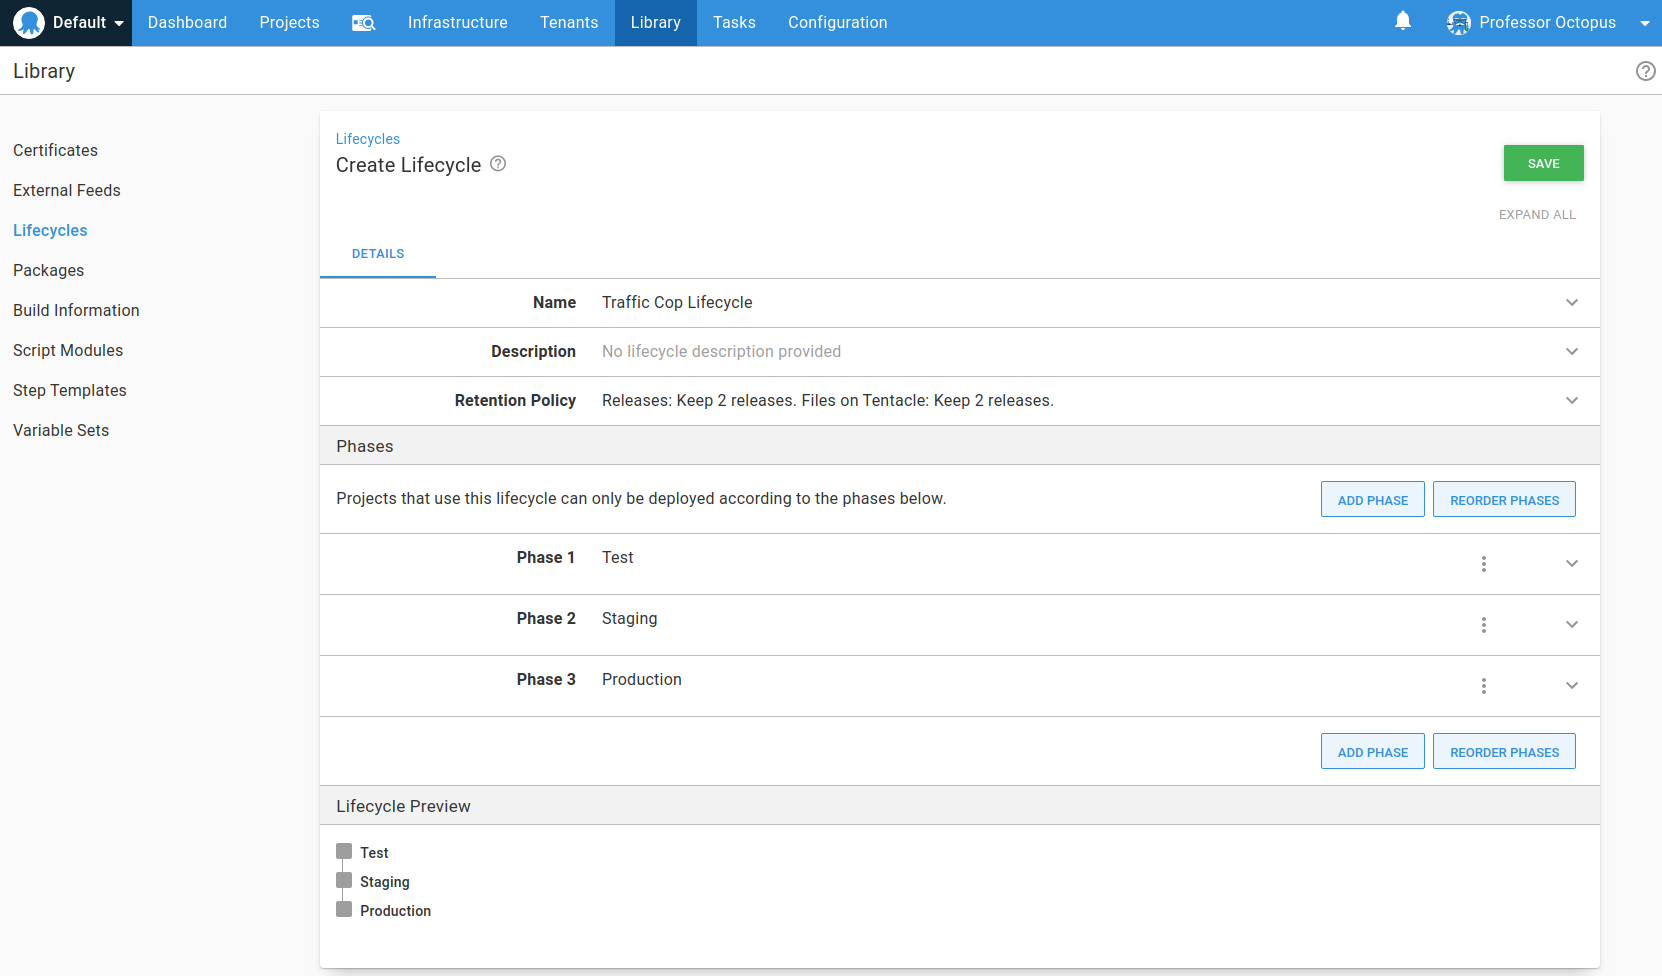 Default Dashboard Projects Infrastructure Tenants Library Tasks Configuration Professor Octopus
Library
Certificates
External Feeds
Lifecycles
Packages
Build Information
Script Modules
Step Templates
Variable Sets
Lifecycles
Create Lifecycle
SAVE
EXPAND ALL
DETAILS
Name Traffic Cop Lifecycle
Description No lifecycle description provided
Retention Policy Releases: Keep 2 releases. Files on Tentacle: Keep 2 releases.
Phases
Projects that use this lifecycle can only be deployed according to the phases below. ADD PHASE REORDER PHASES
Phase 1 Test
Phase 2 Staging
Phase 3 Production
ADD PHASE REORDER PHASES
Lifecycle Preview
Test
Staging
Production